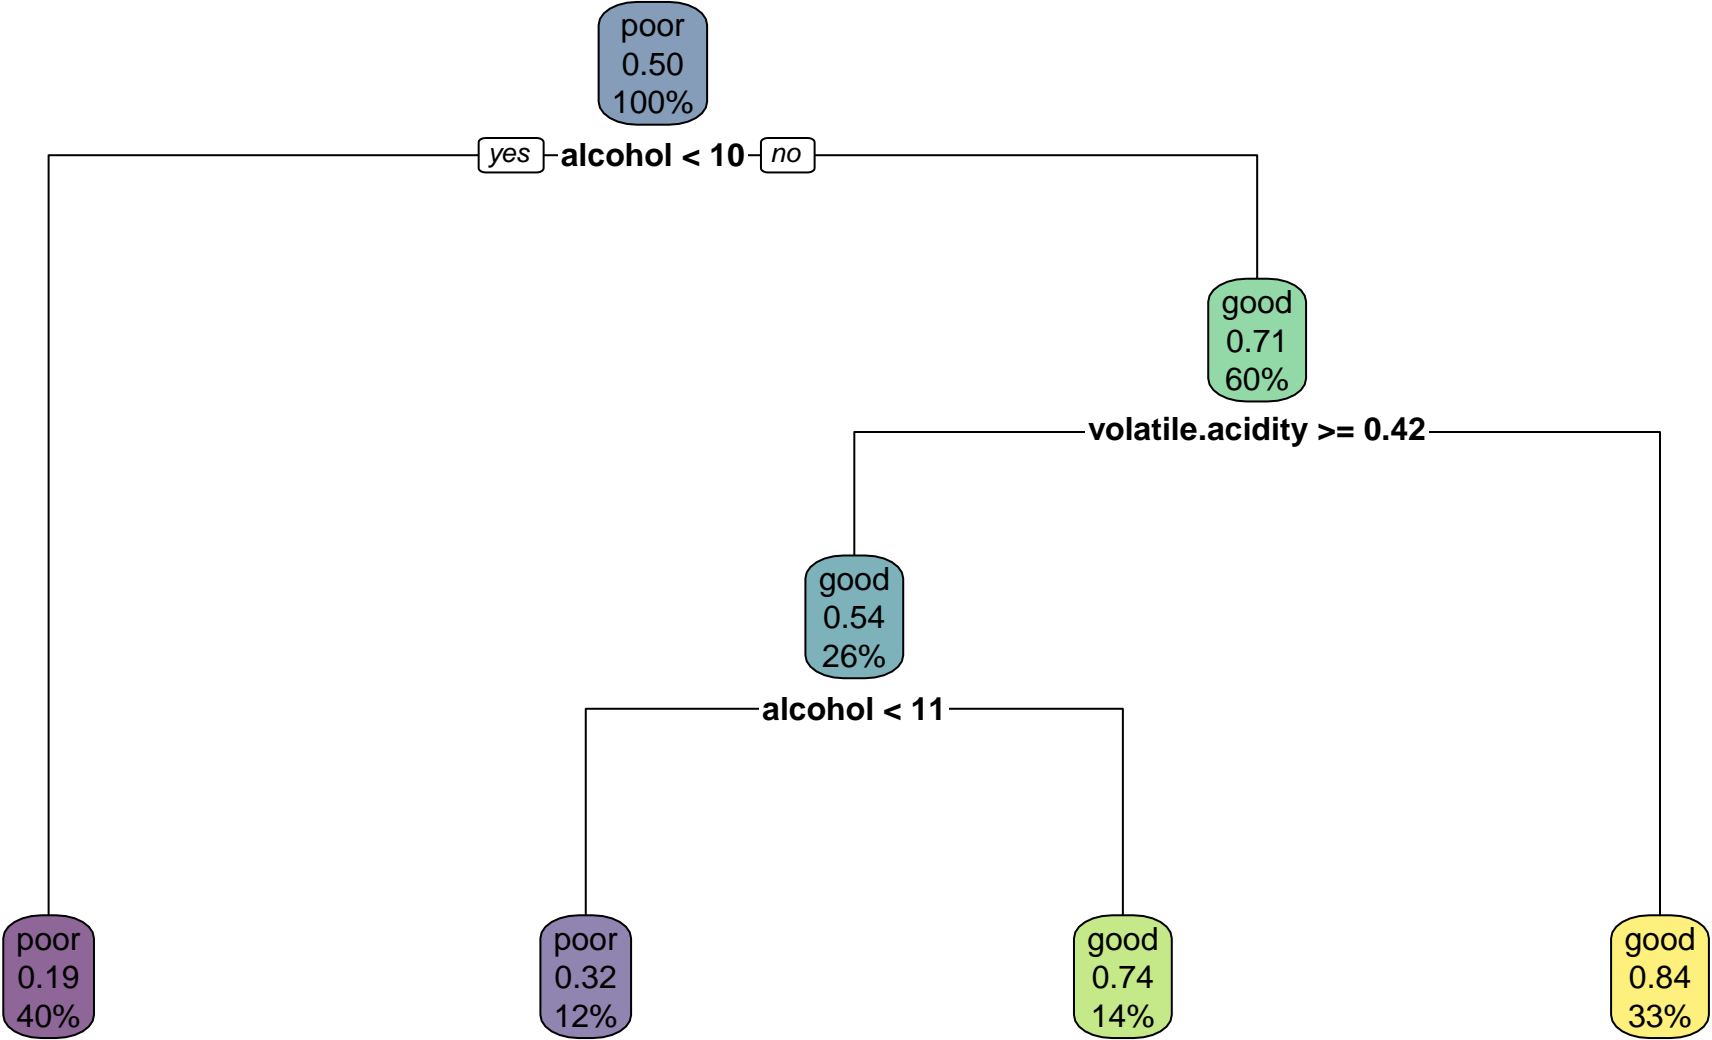 poor
0.50
100%
yes alcohol < 10 no
good
0.71
60%
volatile.acidity >= 0.42
good
0.54
26%
alcohol < 11
poor
0.19
40%
poor
0.32
12%
good
0.74
14%
good
0.84
33%